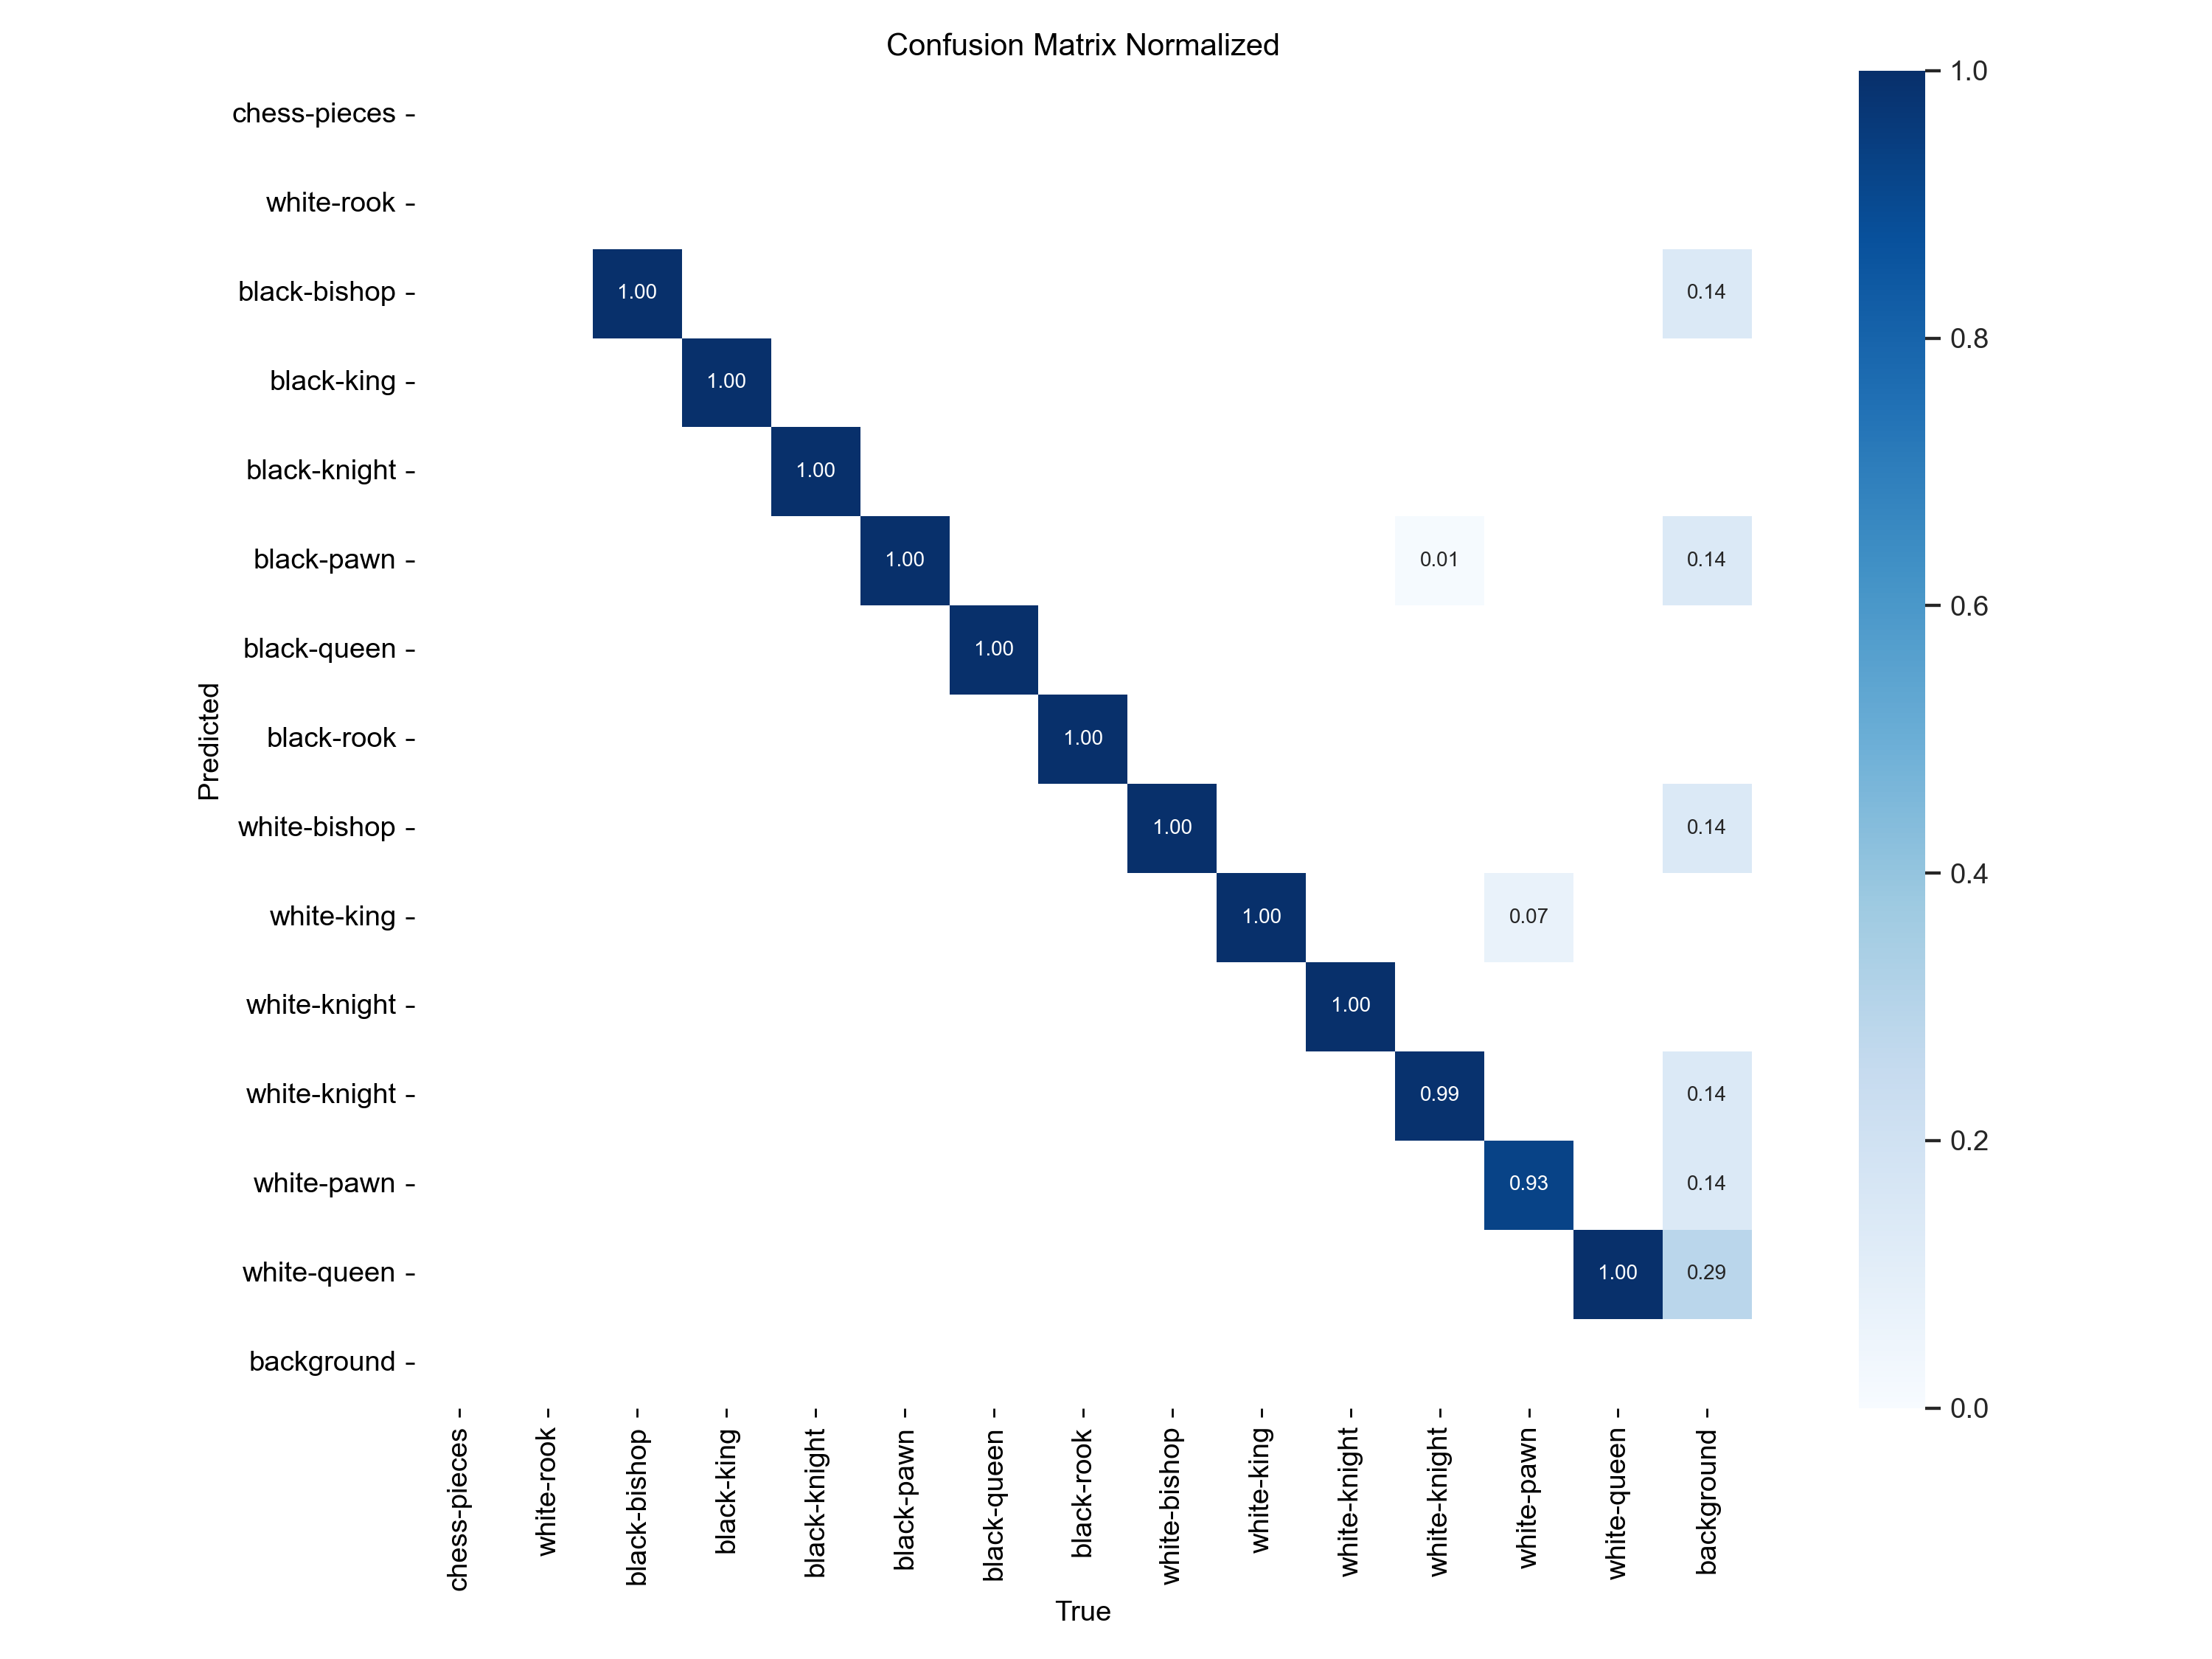 Confusion Matrix Normalized
chess-pieces
white-rook
black-bishop 1.00 0.14
black-king 1.00
black-knight 1.00
black-pawn 1.00 0.01 0.14
black-queen 1.00
black-rook 1.00
white-bishop 1.00 0.14
white-king 1.00 0.07
white-knight 1.00
white-knight 0.99 0.14
white-pawn 0.93 0.14
white-queen 1.00 0.29
background
Predicted
chess-pieces
white-rook
black-bishop
black-king
black-knight
black-pawn
black-queen
black-rook
white-bishop
white-king
white-knight
white-knight
white-pawn
white-queen
background
True
1.0
0.8
0.6
0.4
0.2
0.0